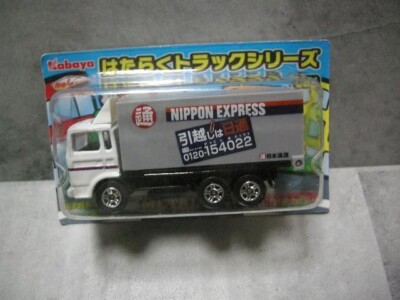 Kabaya
はたらくトラックシリーズ
通
NIPPON EXPRESS
引越しは日通
0120-154022
日本通運